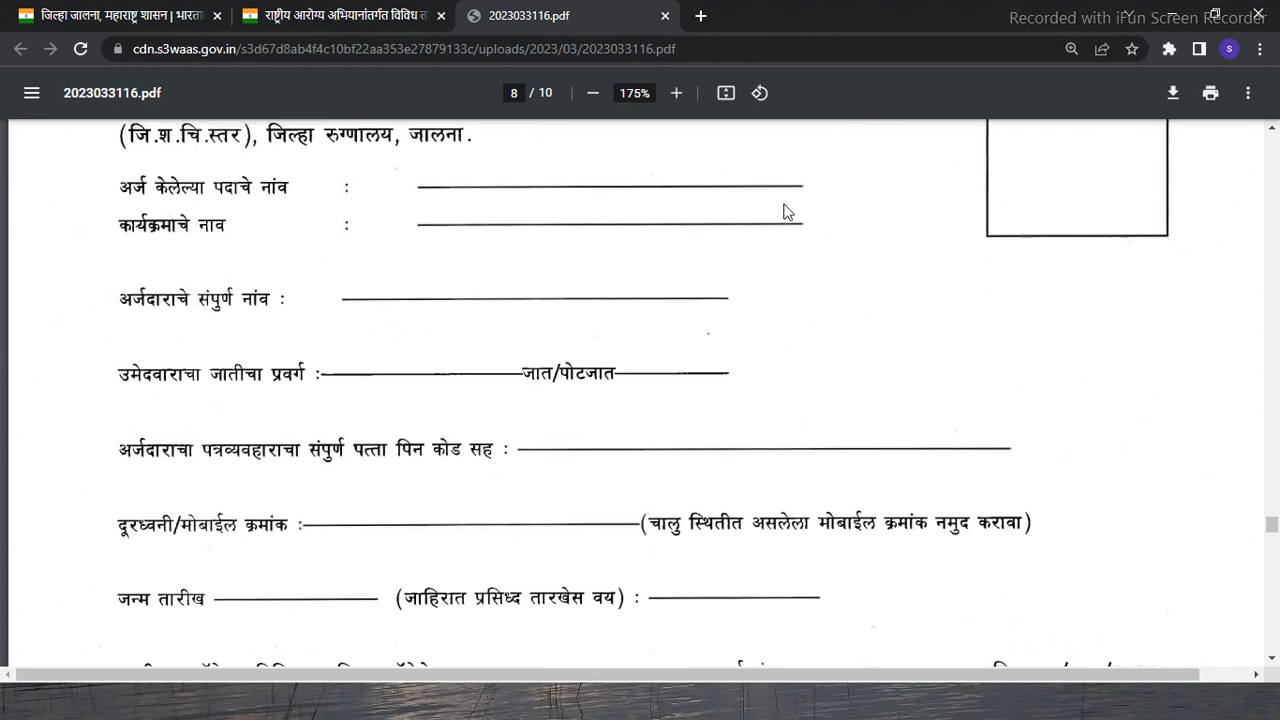 जिल्हा जालना, महाराष्ट्र शासन | भारत
राष्ट्रीय आरोग्य अभियानांतर्गत विविध
2023033116.pdf
Recorded with iFun Screen Recorder
cdn.s3waas.gov.in/s3d67d8ab4f4c10bf22aa353e27879133c/uploads/2023/03/2023033116.pdf
S
2023033116.pdf
8 / 10
175%
(जि.श.चि.स्तर), जिल्हा रुग्णालय, जालना.
अर्ज केलेल्या पदाचे नांव :
कार्यक्रमाचे नाव :
अर्जदाराचे संपुर्ण नांव :
उमेदवाराचा जातीचा प्रवर्ग : जात/पोटजात
अर्जदाराचा पत्रव्यवहाराचा संपुर्ण पत्ता पिन कोड सह :
दूरध्वनी/मोबाईल क्रमांक : (चालु स्थितीत असलेला मोबाईल क्रमांक नमुद करावा)
जन्म तारीख (जाहिरात प्रसिध्द तारखेस वय) :